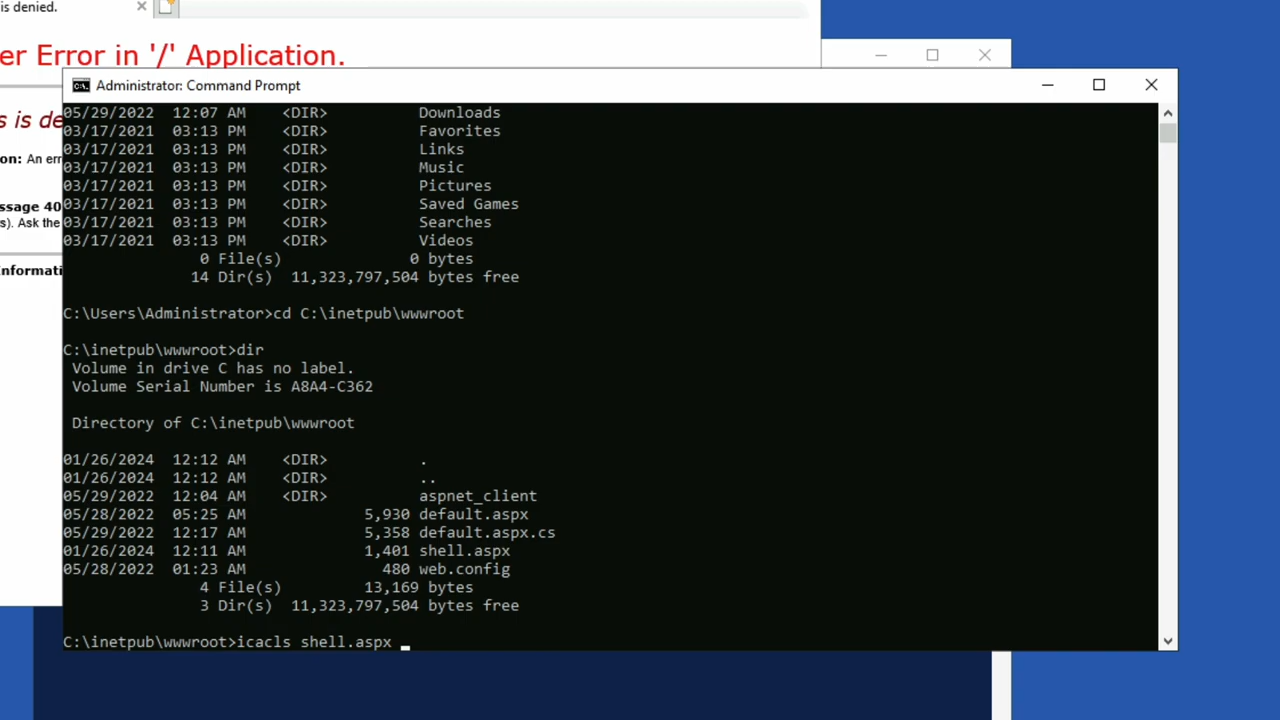 is denied.
er Error in '/' Application.
Administrator: Command Prompt
s is de
on: An err
ssage 40
s). Ask the
Informati
05/29/2022  12:07 AM    <DIR>          Downloads
03/17/2021  03:13 PM    <DIR>          Favorites
03/17/2021  03:13 PM    <DIR>          Links
03/17/2021  03:13 PM    <DIR>          Music
03/17/2021  03:13 PM    <DIR>          Pictures
03/17/2021  03:13 PM    <DIR>          Saved Games
03/17/2021  03:13 PM    <DIR>          Searches
03/17/2021  03:13 PM    <DIR>          Videos
0 File(s)              0 bytes
14 Dir(s)  11,323,797,504 bytes free
C:\Users\Administrator>cd C:\inetpub\wwwroot
C:\inetpub\wwwroot>dir
Volume in drive C has no label.
Volume Serial Number is A8A4-C362
Directory of C:\inetpub\wwwroot
01/26/2024  12:12 AM    <DIR>          .
01/26/2024  12:12 AM    <DIR>          ..
05/29/2022  12:04 AM    <DIR>          aspnet_client
05/28/2022  05:25 AM             5,930 default.aspx
05/29/2022  12:17 AM             5,358 default.aspx.cs
01/26/2024  12:11 AM             1,401 shell.aspx
05/28/2022  01:23 AM               480 web.config
4 File(s)         13,169 bytes
3 Dir(s)  11,323,797,504 bytes free
C:\inetpub\wwwroot>icacls shell.aspx _